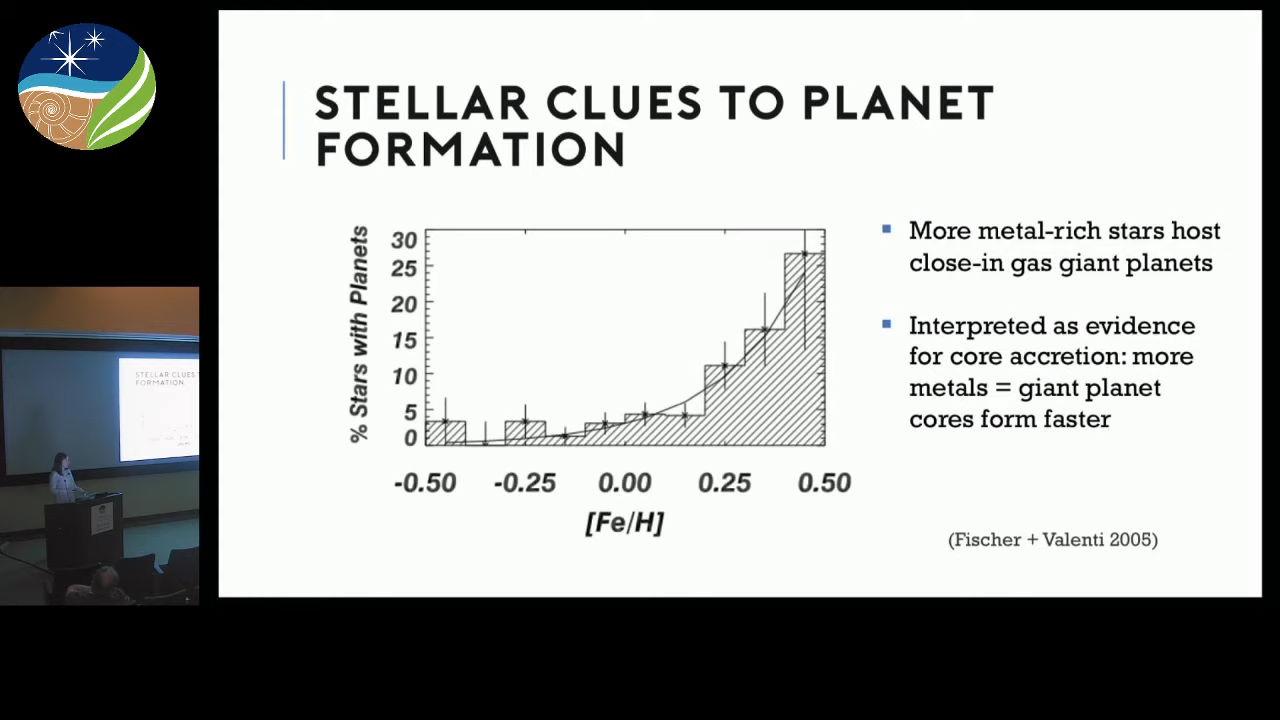 STELLAR CLUES TO PLANET
FORMATION
% Stars with Planets
30
25
20
15
10
5
0
-0.50 -0.25 0.00 0.25 0.50
[Fe/H]
More metal-rich stars host
close-in gas giant planets
Interpreted as evidence
for core accretion: more
metals = giant planet
cores form faster
(Fischer + Valenti 2005)
STELLAR CLUES
FORMATION